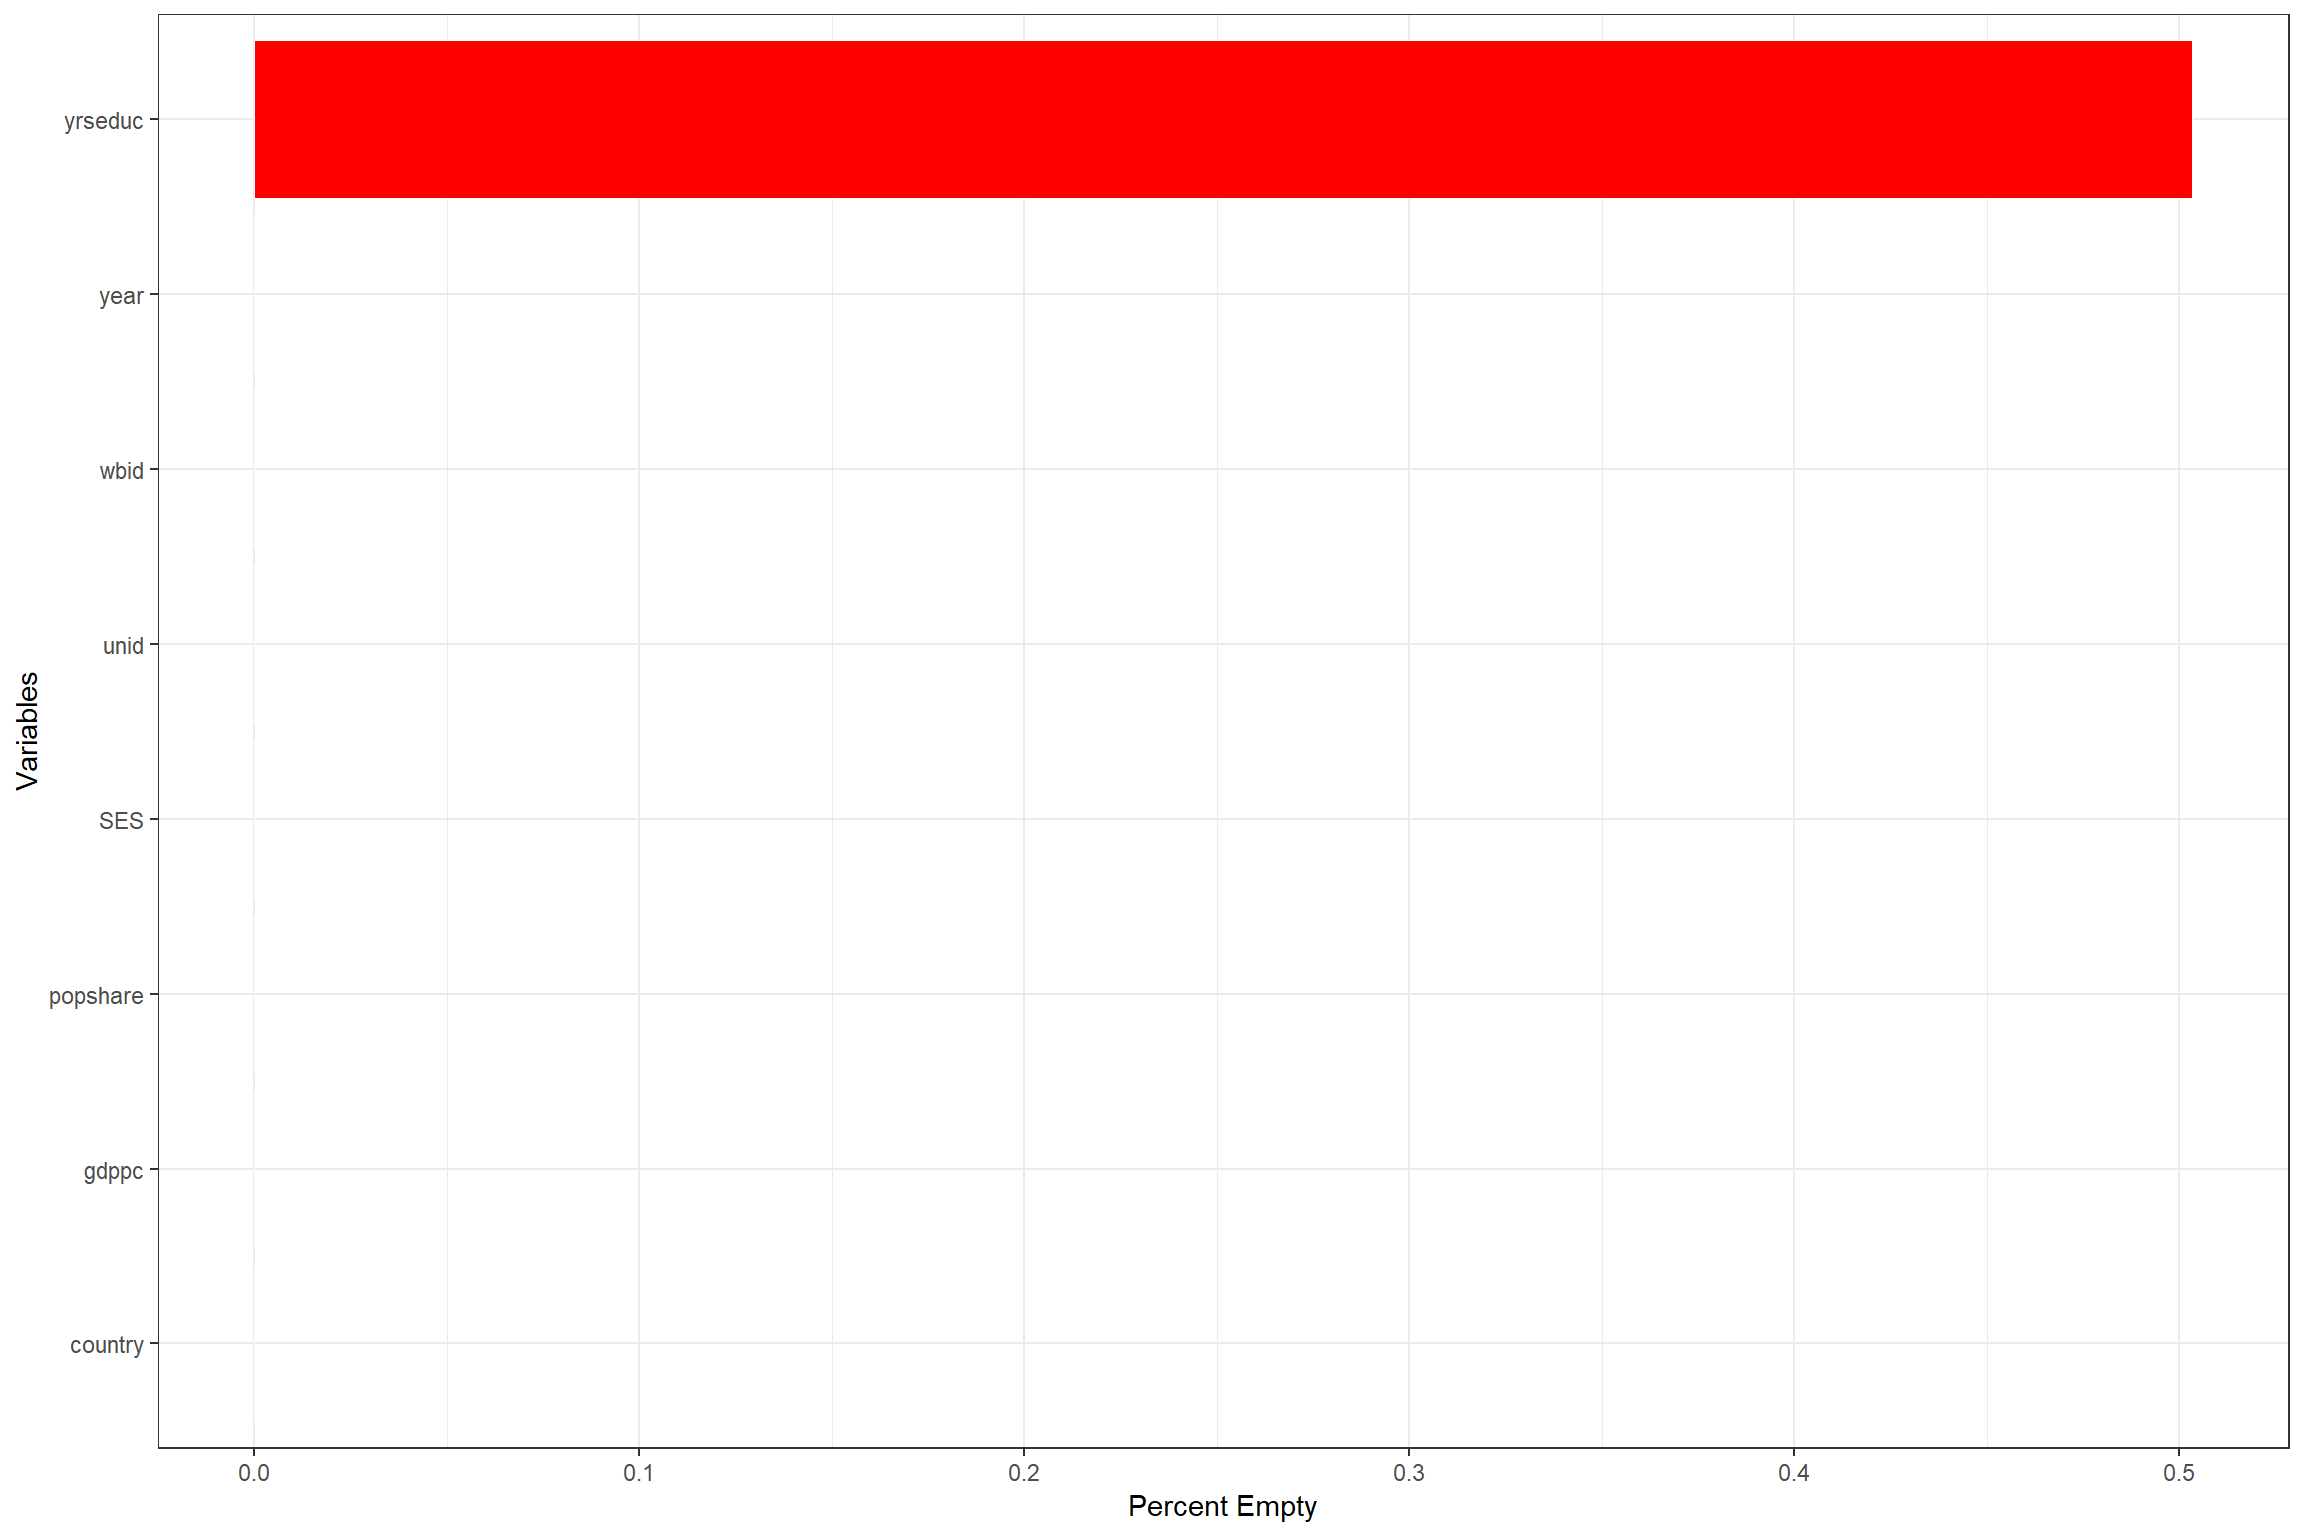 yrseduc
year
wbid
unid
SES
popshare
gdppc
country
Variables
0.0 0.1 0.2 0.3 0.4 0.5
Percent Empty